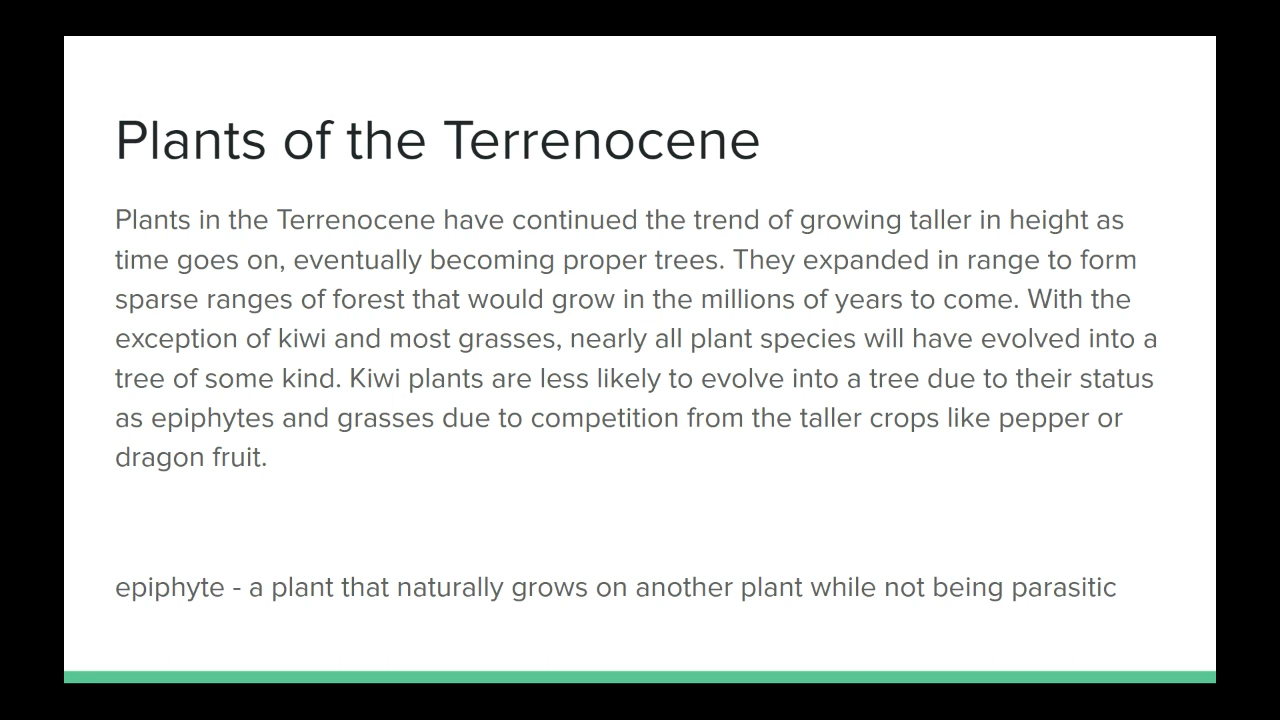 Plants of the Terrenocene
Plants in the Terrenocene have continued the trend of growing taller in height as
time goes on, eventually becoming proper trees. They expanded in range to form
sparse ranges of forest that would grow in the millions of years to come. With the
exception of kiwi and most grasses, nearly all plant species will have evolved into a
tree of some kind. Kiwi plants are less likely to evolve into a tree due to their status
as epiphytes and grasses due to competition from the taller crops like pepper or
dragon fruit.
epiphyte - a plant that naturally grows on another plant while not being parasitic